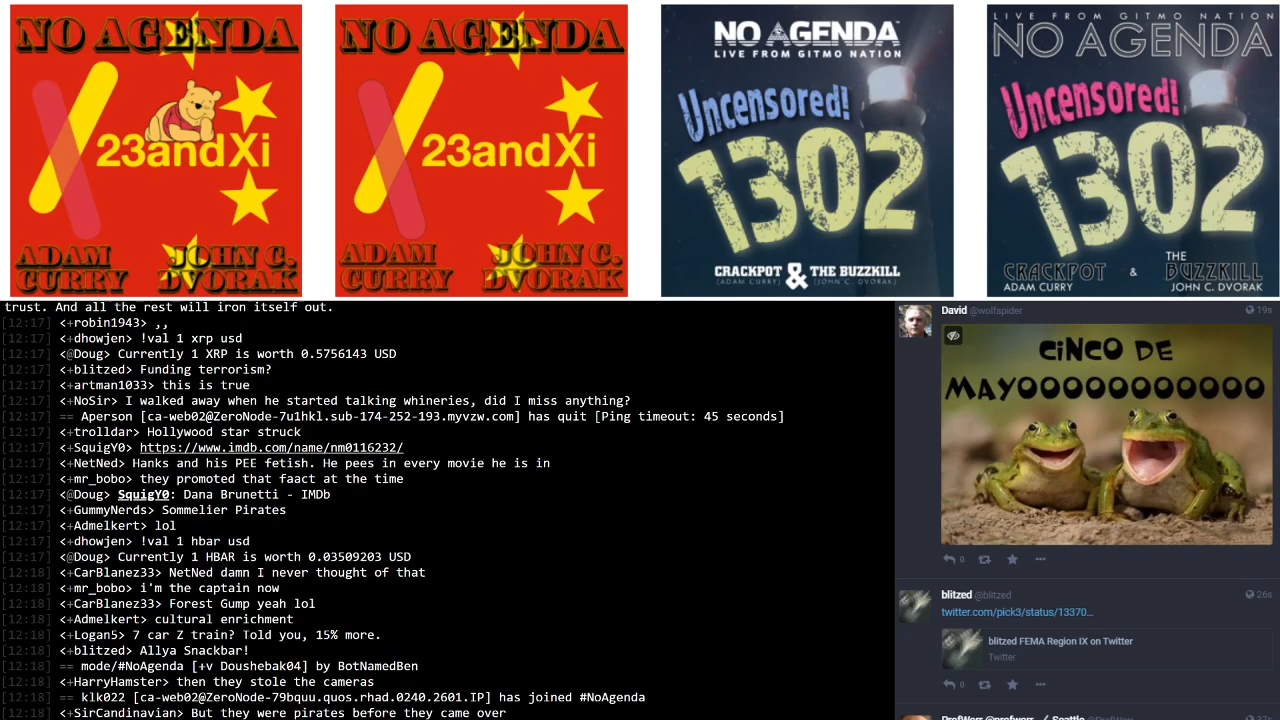 NO AGENDA
23andXi
ADAM CURRY
JOHN C. DVORAK
NO AGENDA
23andXi
ADAM CURRY
JOHN C. DVORAK
NO AGENDA
LIVE FROM GITMO NATION
Uncensored!
1302
CRACKPOT & THE BUZZKILL
[ADAM CURRY] [JOHN C. DVORAK]
LIVE FROM GITMO NATION
NO AGENDA
Uncensored!
1302
CRACKPOT & THE BUZZKILL
ADAM CURRY JOHN C. DVORAK
trust. And all the rest will iron itself out.
[12:17] <+robin1943> ,,
[12:17] <+dhowjen> !val 1 xrp usd
[12:17] <@Doug> Currently 1 XRP is worth 0.5756143 USD
[12:17] <+blitzed> Funding terrorism?
[12:17] <+artman1033> this is true
[12:17] <+NoSir> I walked away when he started talking whineries, did I miss anything?
[12:17] == Aperson [ca-web02@ZeroNode-7u1hkl.sub-174-252-193.myvzw.com] has quit [Ping timeout: 45 seconds]
[12:17] <+trolldar> Hollywood star struck
[12:17] <+SquigY0> https://www.imdb.com/name/nm0116232/
[12:17] <+NetNed> Hanks and his PEE fetish. He pees in every movie he is in
[12:17] <+mr_bobo> they promoted that faact at the time
[12:17] <@Doug> SquigY0: Dana Brunetti - IMDb
[12:17] <+GummyNerds> Sommelier Pirates
[12:17] <+Admelkert> lol
[12:17] <+dhowjen> !val 1 hbar usd
[12:17] <@Doug> Currently 1 HBAR is worth 0.03509203 USD
[12:18] <+CarBlanez33> NetNed damn I never thought of that
[12:18] <+mr_bobo> i'm the captain now
[12:18] <+CarBlanez33> Forest Gump yeah lol
[12:18] <+Admelkert> cultural enrichment
[12:18] <+Logan5> 7 car Z train? Told you, 15% more.
[12:18] <+blitzed> Allya Snackbar!
[12:18] == mode/#NoAgenda [+v Doushebak04] by BotNamedBen
[12:18] <+HarryHamster> then they stole the cameras
[12:18] == klk022 [ca-web02@ZeroNode-79bquu.quos.rhad.0240.2601.IP] has joined #NoAgenda
[12:18] <+SirCandinavian> But they were pirates before they came over
David @wolfspider 19s
CiNCO DE
MAYOOOOOOOOOOO
0
blitzed @blitzed 26s
twitter.com/pick3/status/13370...
blitzed FEMA Region IX on Twitter
Twitter
0